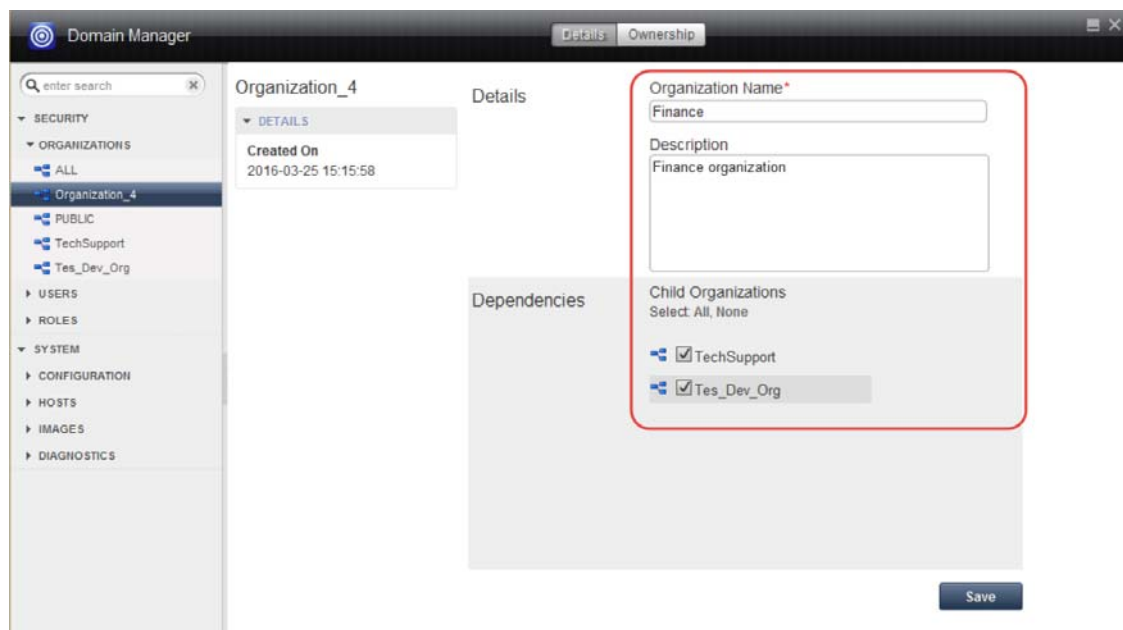 Domain Manager
Details Ownership
enter search
SECURITY
ORGANIZATIONS
ALL
Organization_4
PUBLIC
TechSupport
Tes_Dev_Org
USERS
ROLES
SYSTEM
CONFIGURATION
HOSTS
IMAGES
DIAGNOSTICS
Organization_4
DETAILS
Created On
2016-03-25 15:15:58
Details
Organization Name*
Finance
Description
Finance organization
Dependencies
Child Organizations
Select: All, None
TechSupport
Tes_Dev_Org
Save